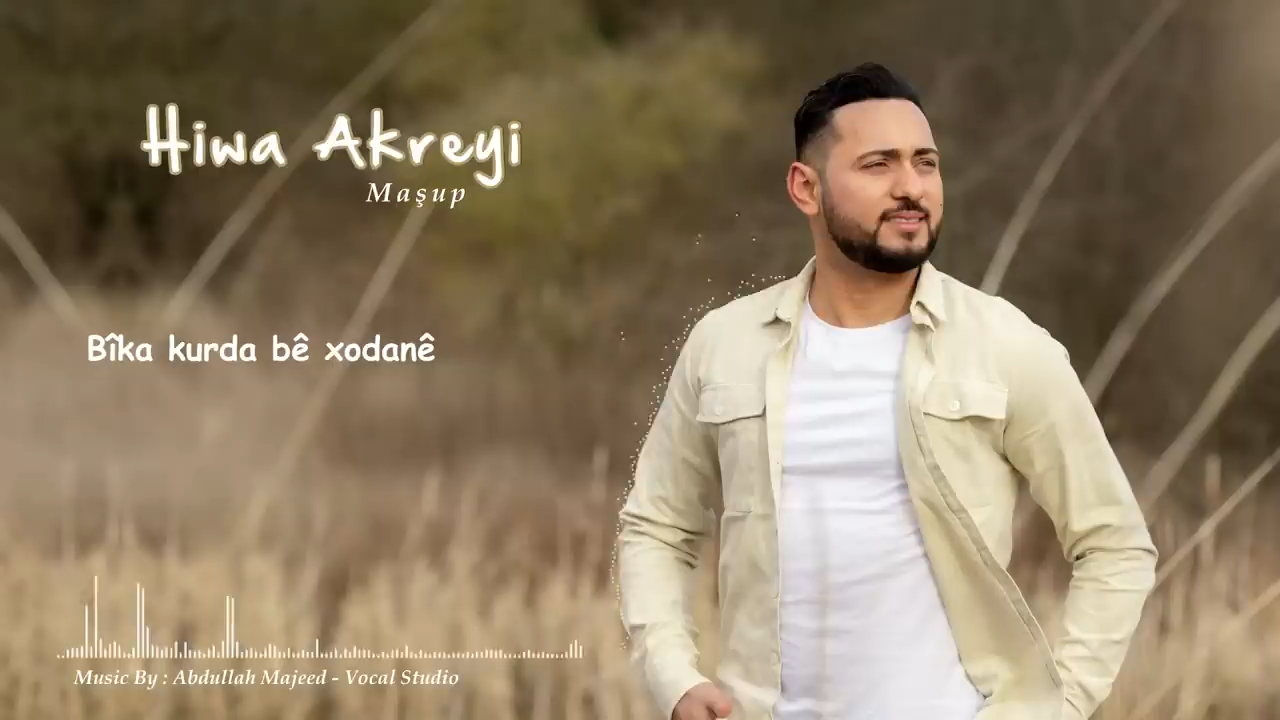 Hiwa Akreyi
Maşup
Bîka kurda bê xodanê
Music By : Abdullah Majeed - Vocal Studio